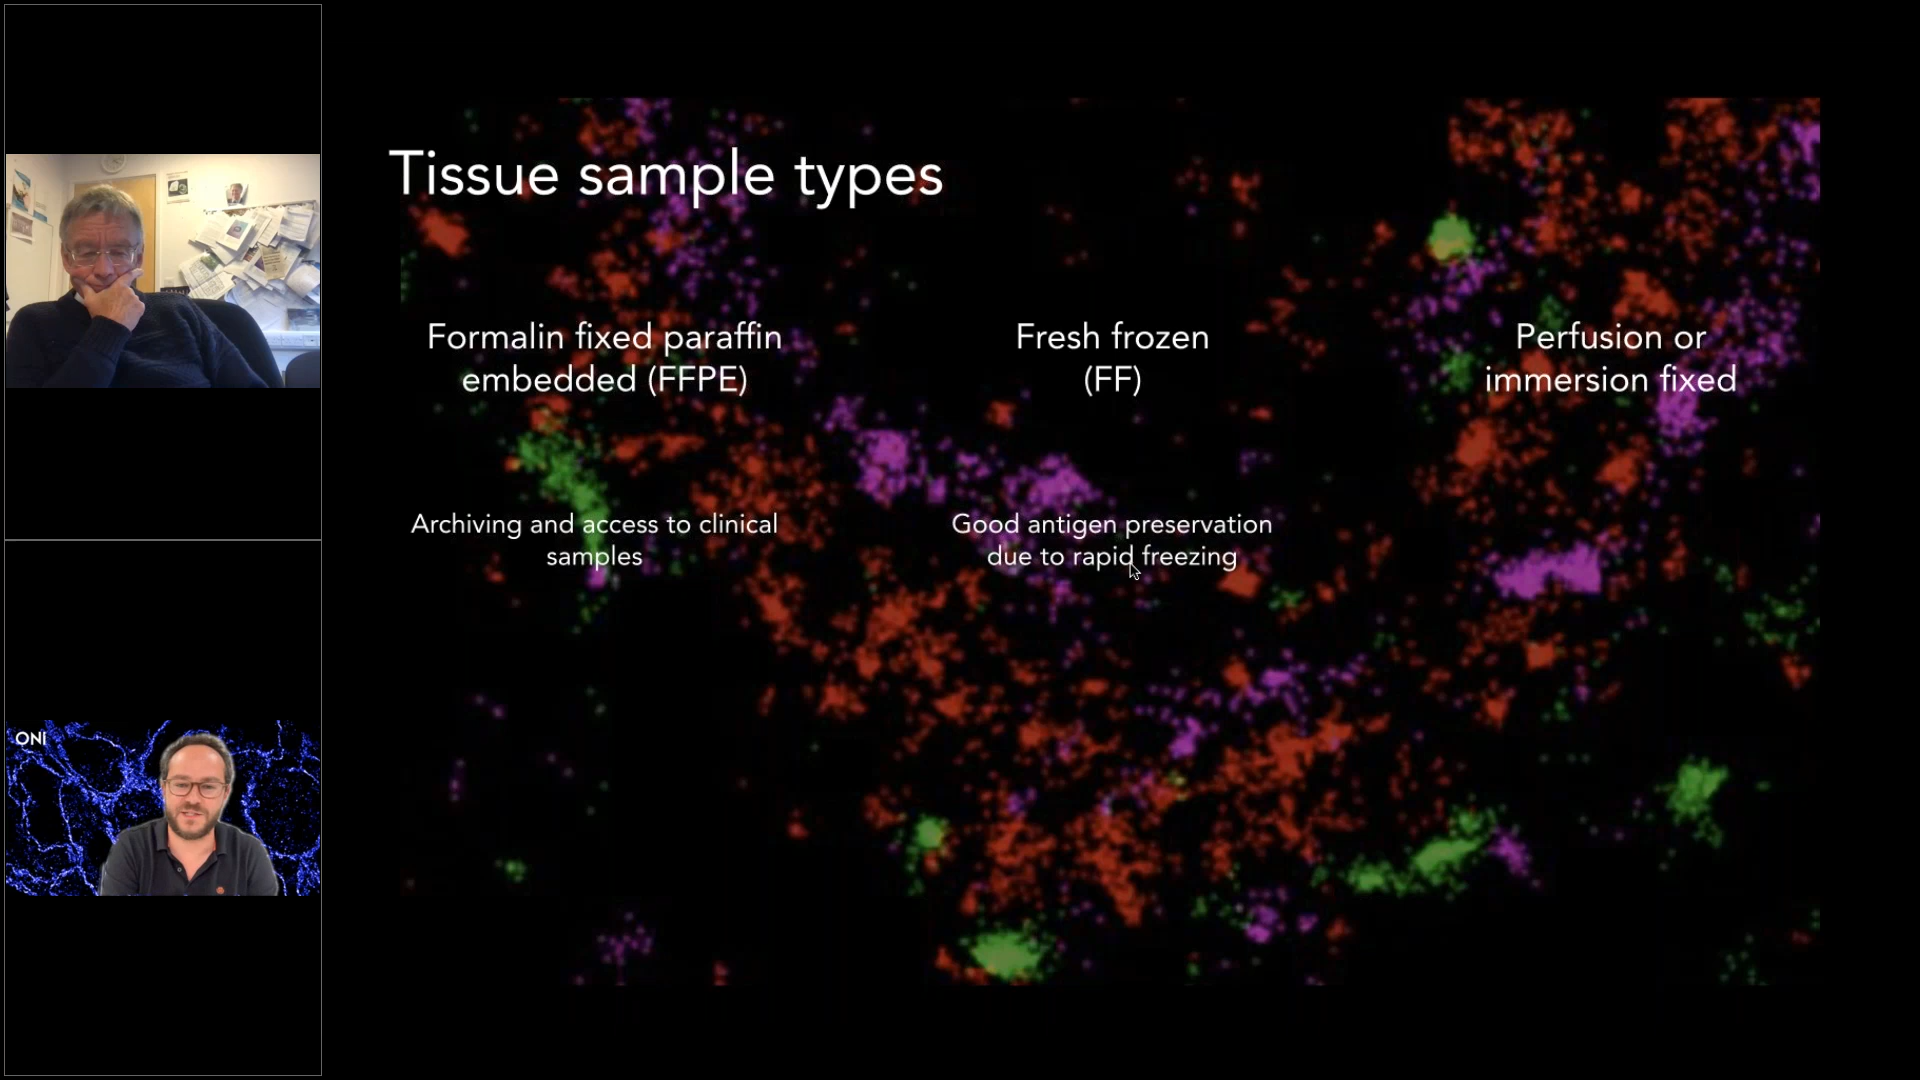 Tissue sample types
Formalin fixed paraffin
embedded (FFPE)
Fresh frozen
(FF)
Perfusion or
immersion fixed
Archiving and access to clinical
samples
Good antigen preservation
due to rapid freezing
ONI